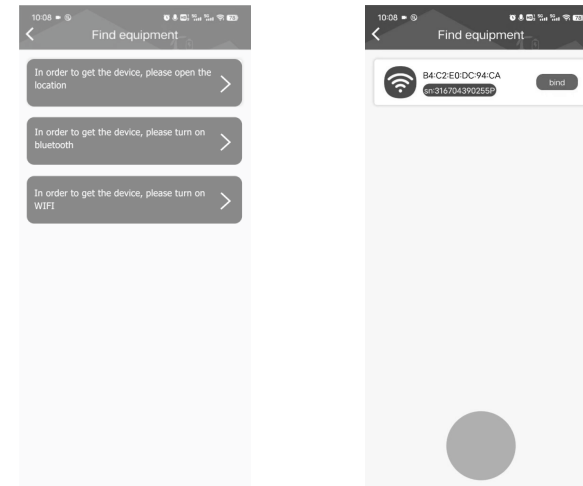 10:08
78
Find equipment
In order to get the device, please open the
location
In order to get the device, please turn on
bluetooth
In order to get the device, please turn on
WIFI
10:08
78
Find equipment
B4:C2:E0:DC:94:CA
sn:316704390255P
bind